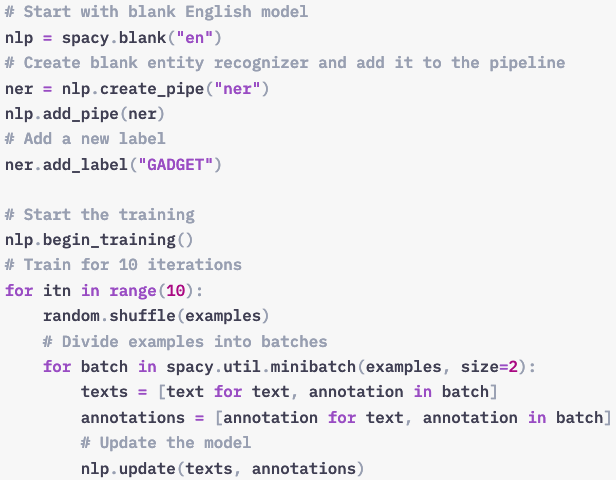 # Start with blank English model
nlp = spacy.blank("en")
# Create blank entity recognizer and add it to the pipeline
ner = nlp.create_pipe("ner")
nlp.add_pipe(ner)
# Add a new label
ner.add_label("GADGET")

# Start the training
nlp.begin_training()
# Train for 10 iterations
for itn in range(10):
    random.shuffle(examples)
    # Divide examples into batches
    for batch in spacy.util.minibatch(examples, size=2):
        texts = [text for text, annotation in batch]
        annotations = [annotation for text, annotation in batch]
        # Update the model
        nlp.update(texts, annotations)